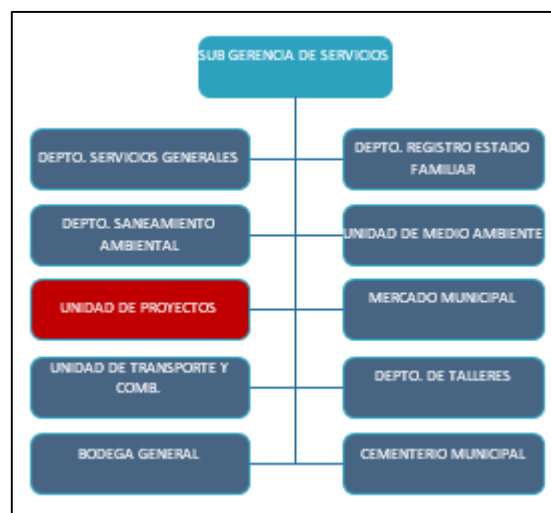 SUB GERENCIA DE SERVICIOS
DEPTO. SERVICIOS GENERALES
DEPTO. REGISTRO ESTADO
FAMILIAR
DEPTO. SANEAMIENTO
AMBIENTAL
UNIDAD DE MEDIO AMBIENTE
UNIDAD DE PROYECTOS
MERCADO MUNICIPAL
UNIDAD DE TRANSPORTE Y
COMB.
DEPTO. DE TALLERES
BODEGA GENERAL
CEMENTERIO MUNICIPAL